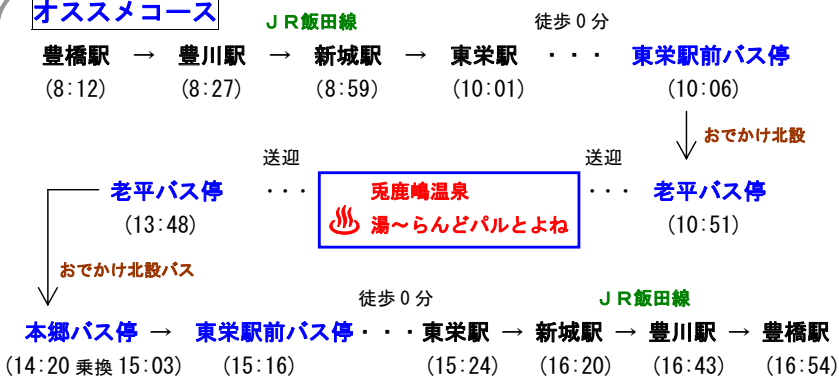 オススメコース
ＪＲ飯田線 徒歩０分
豊橋駅 → 豊川駅 → 新城駅 → 東栄駅 ・・・ 東栄駅前バス停
(8:12) (8:27) (8:59) (10:01) (10:06)
おでかけ北設
送迎 送迎
老平バス停 ・・・ 兎鹿嶋温泉 ・・・ 老平バス停
(13:48) ♨ 湯～らんどパルとよね (10:51)
おでかけ北設バス
徒歩０分 ＪＲ飯田線
本郷バス停 → 東栄駅前バス停・・・東栄駅 → 新城駅 → 豊川駅 → 豊橋駅
(14:20 乗換 15:03) (15:16) (15:24) (16:20) (16:43) (16:54)